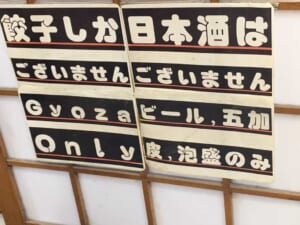 餃子しか
ございません
Gyoza
Only
日本酒は
ございません
ビール,五加
皮,泡盛のみ